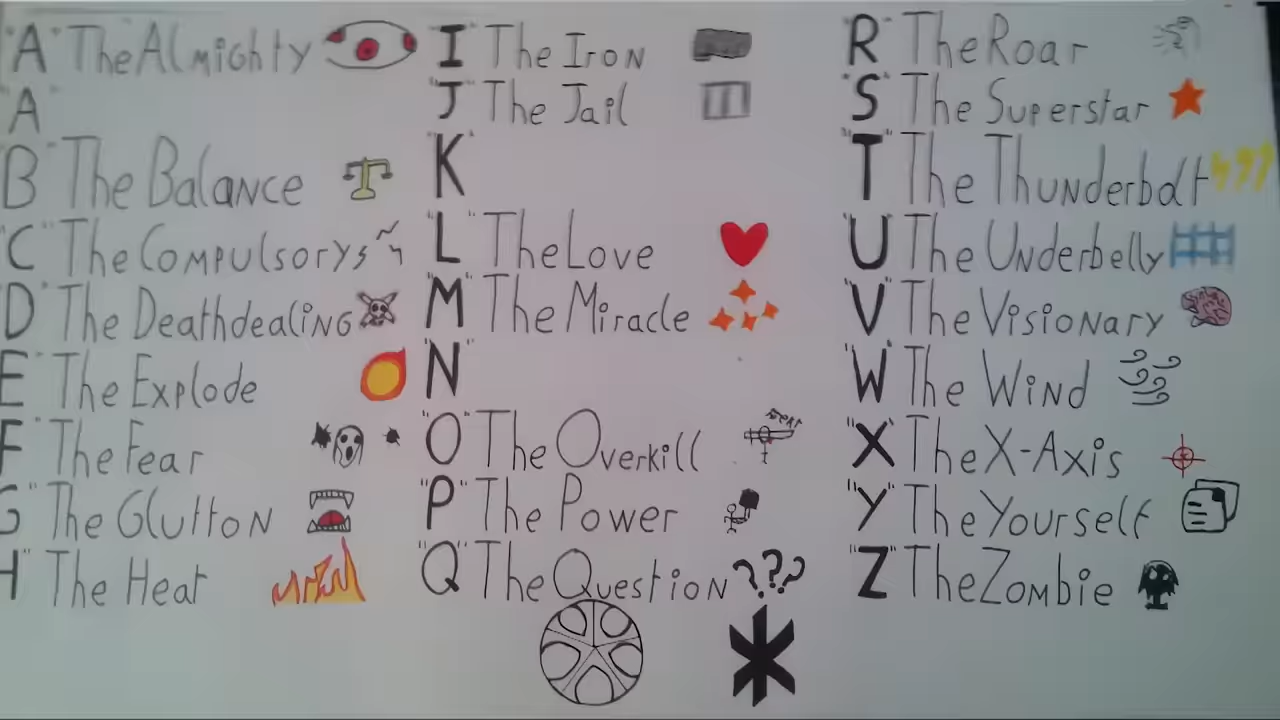 "A" The Almighty
"A"
"B" The Balance
"C" The Compulsory
"D" The Deathdealing
"E" The Explode
"F" The Fear
"G" The Glutton
"H" The Heat
"I" The Iron
"J" The Jail
"K"
"L" The Love
"M" The Miracle
"N"
"O" The Overkill
"P" The Power
"Q" The Question ???
"R" The Roar
"S" The Superstar
"T" The Thunderbolt
"U" The Underbelly
"V" The Visionary
"W" The Wind
"X" The X-Axis
"Y" The Yourself
"Z" The Zombie